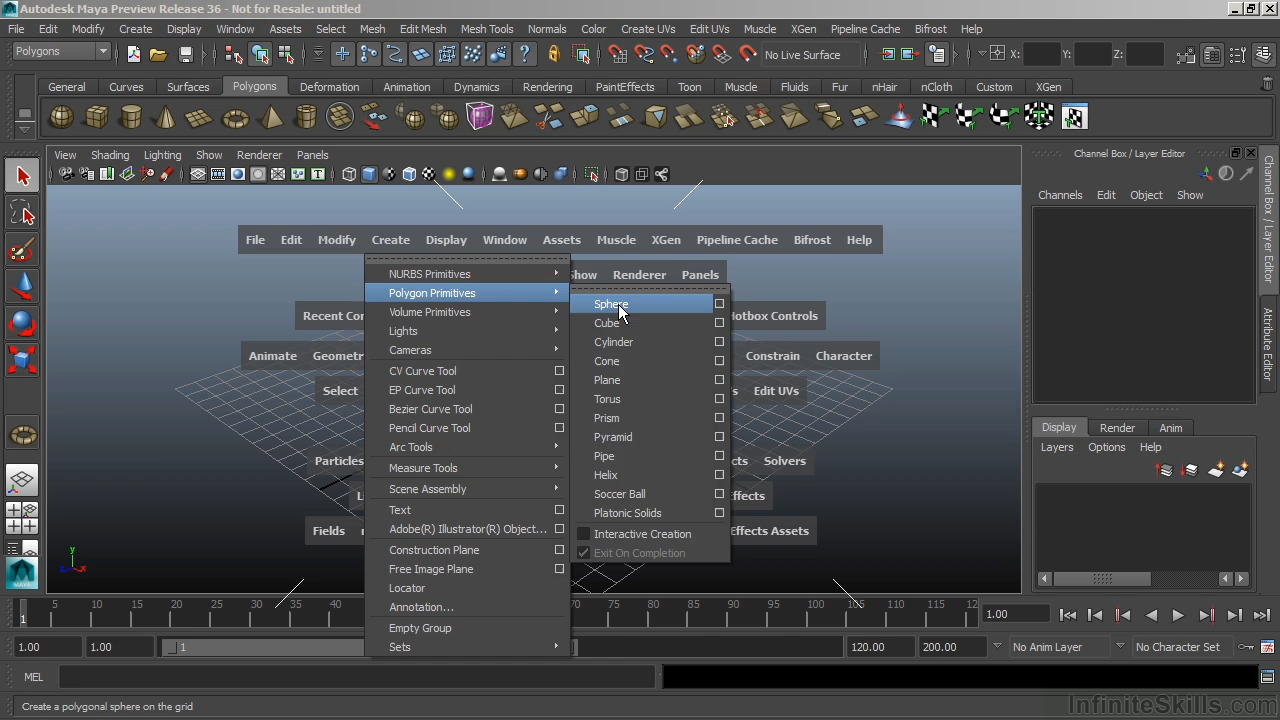 Autodesk Maya Preview Release 36 - Not for Resale: untitled
File Edit Modify Create Display Window Assets Select Mesh Edit Mesh Mesh Tools Normals Color Create UVs Edit UVs Muscle XGen Pipeline Cache Bifrost Help
Polygons No Live Surface X: Y: Z:
General Curves Surfaces Polygons Deformation Animation Dynamics Rendering PaintEffects Toon Muscle Fluids Fur nHair nCloth Custom XGen
View Shading Lighting Show Renderer Panels
Channel Box / Layer Editor
Channels Edit Object Show
Channel Box / Layer Editor
Attribute Editor
File Edit Modify Create Display Window Assets Muscle XGen Pipeline Cache Bifrost Help
Show Renderer Panels
Recent Hotbox Controls
Animate Constrain Character
Select Edit UVs
Particles Solvers
Fields Effects Assets
NURBS Primitives
Polygon Primitives
Volume Primitives
Lights
Cameras
CV Curve Tool
EP Curve Tool
Bezier Curve Tool
Pencil Curve Tool
Arc Tools
Measure Tools
Scene Assembly
Text
Adobe(R) Illustrator(R) Object...
Construction Plane
Free Image Plane
Locator
Annotation...
Empty Group
Sets
Sphere
Cube
Cylinder
Cone
Plane
Torus
Prism
Pyramid
Pipe
Helix
Soccer Ball
Platonic Solids
Interactive Creation
Exit On Completion
Display Render Anim
Layers Options Help
y
1 5 10 15 20 25 30 35 40 75 80 85 90 95 100 105 110 115 12 1.00
1.00 1.00 1 120.00 200.00 No Anim Layer No Character Set
MEL
Create a polygonal sphere on the grid
InfiniteSkills.com